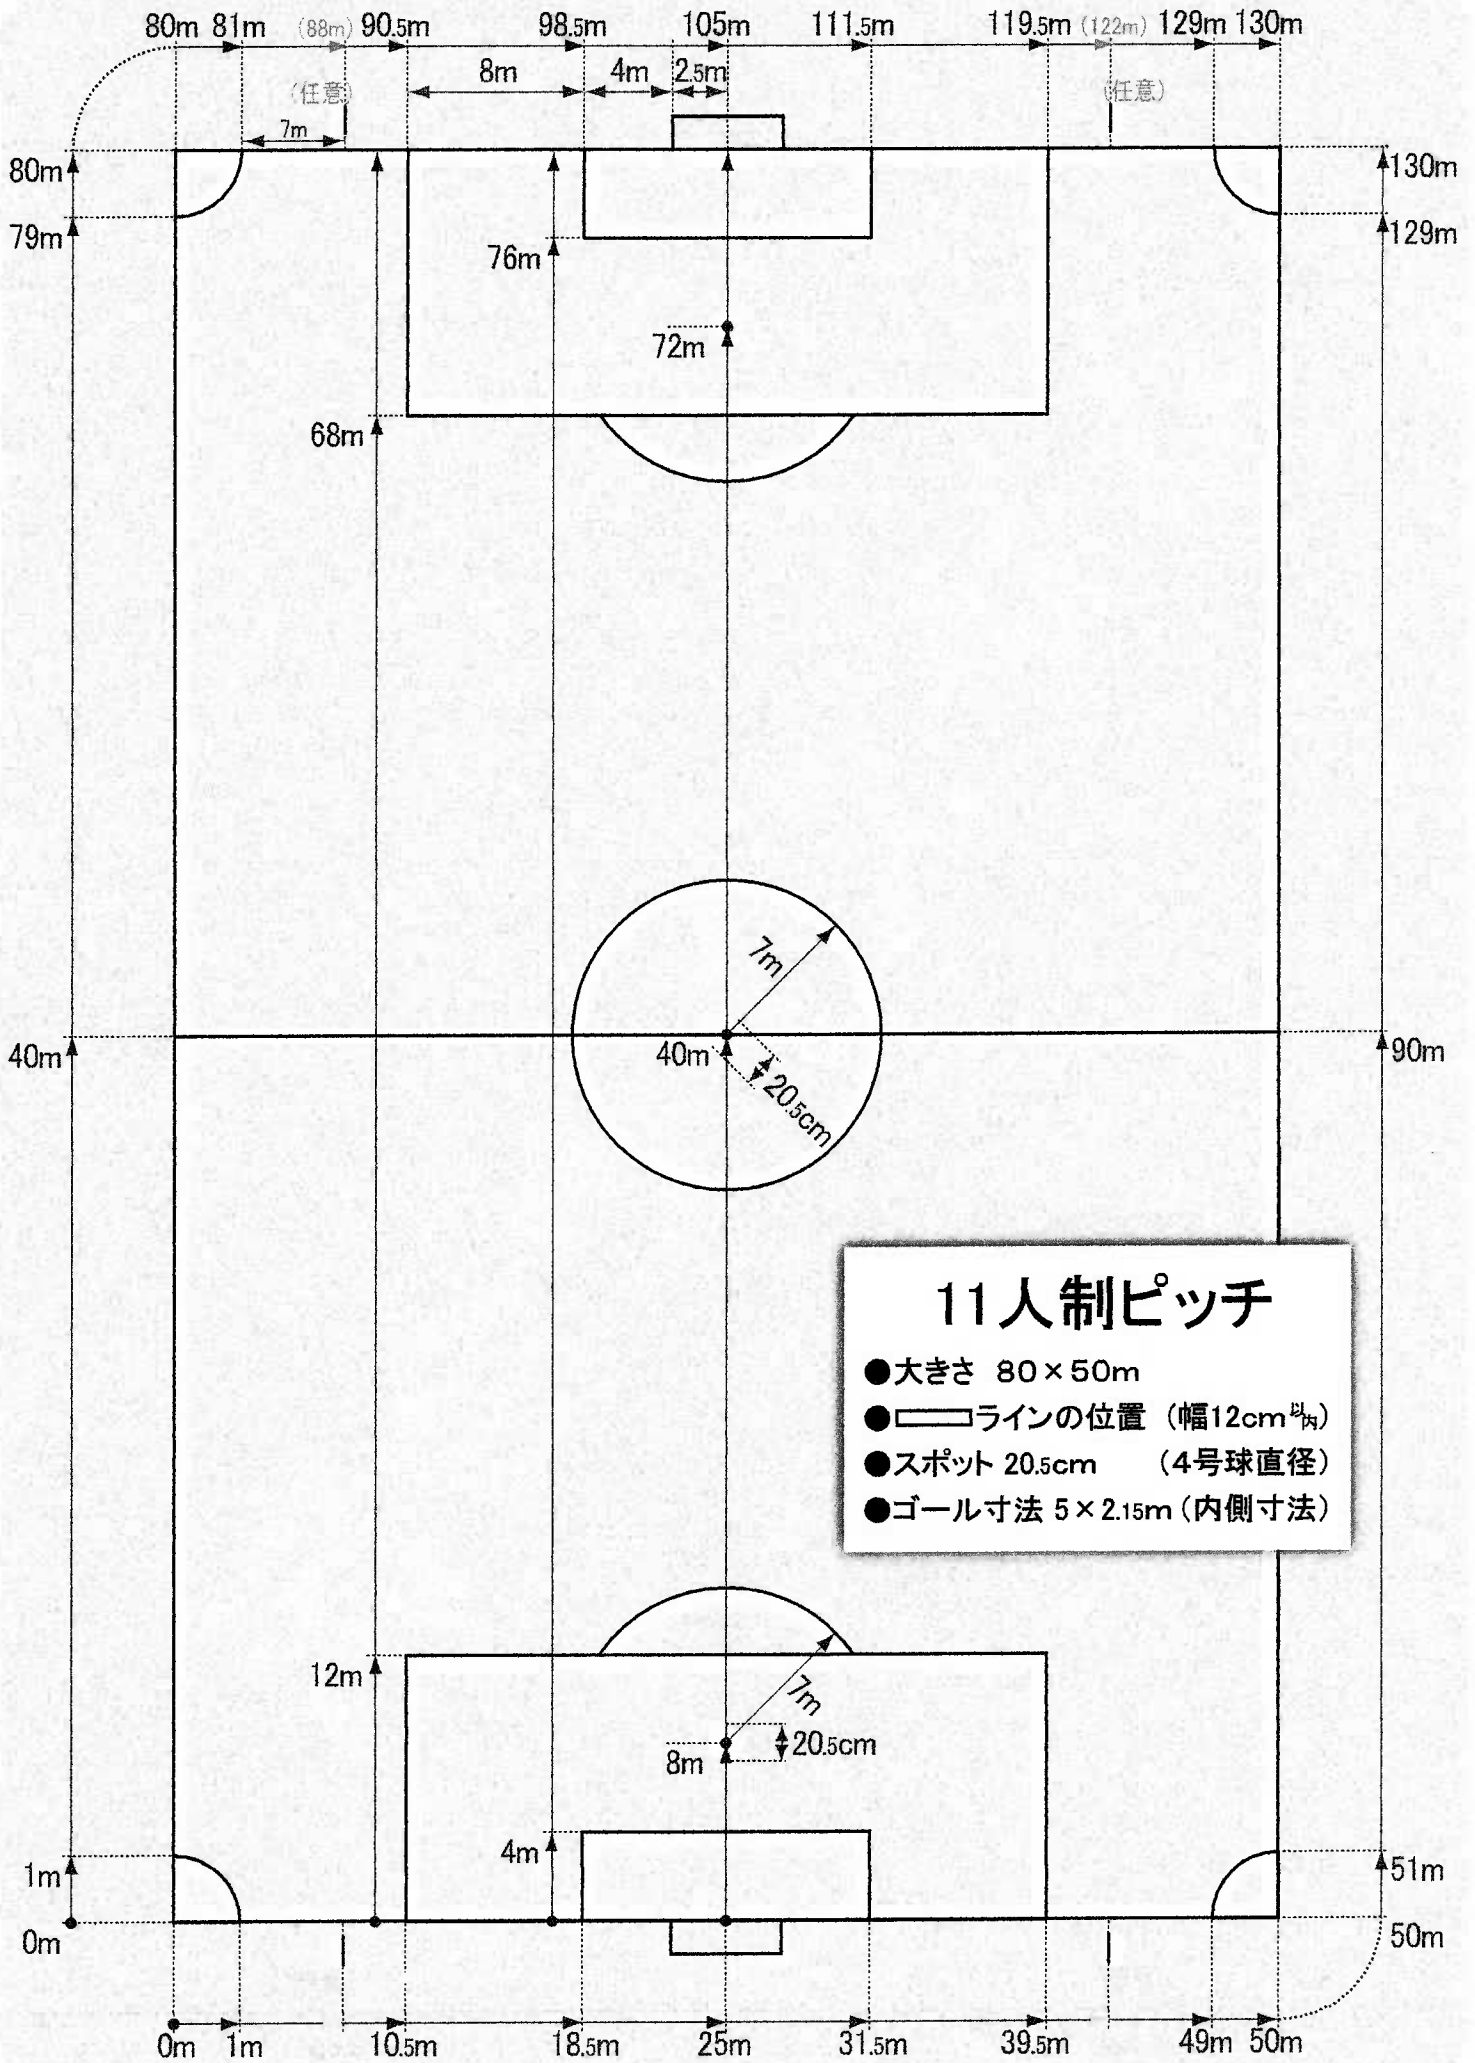 80m 81m (88m) 90.5m 98.5m 105m 111.5m 119.5m (122m) 129m 130m
8m 4m 2.5m
(任意) (任意)
7m
80m 130m
79m 129m
76m
72m
68m
7m
40m 40m 90m
20.5cm
11人制ピッチ
●大きさ 80×50m
●ラインの位置 (幅12cm以内)
●スポット 20.5cm (4号球直径)
●ゴール寸法 5×2.15m(内側寸法)
12m
7m
8m 20.5cm
4m
1m 51m
0m 50m
0m 1m 10.5m 18.5m 25m 31.5m 39.5m 49m 50m